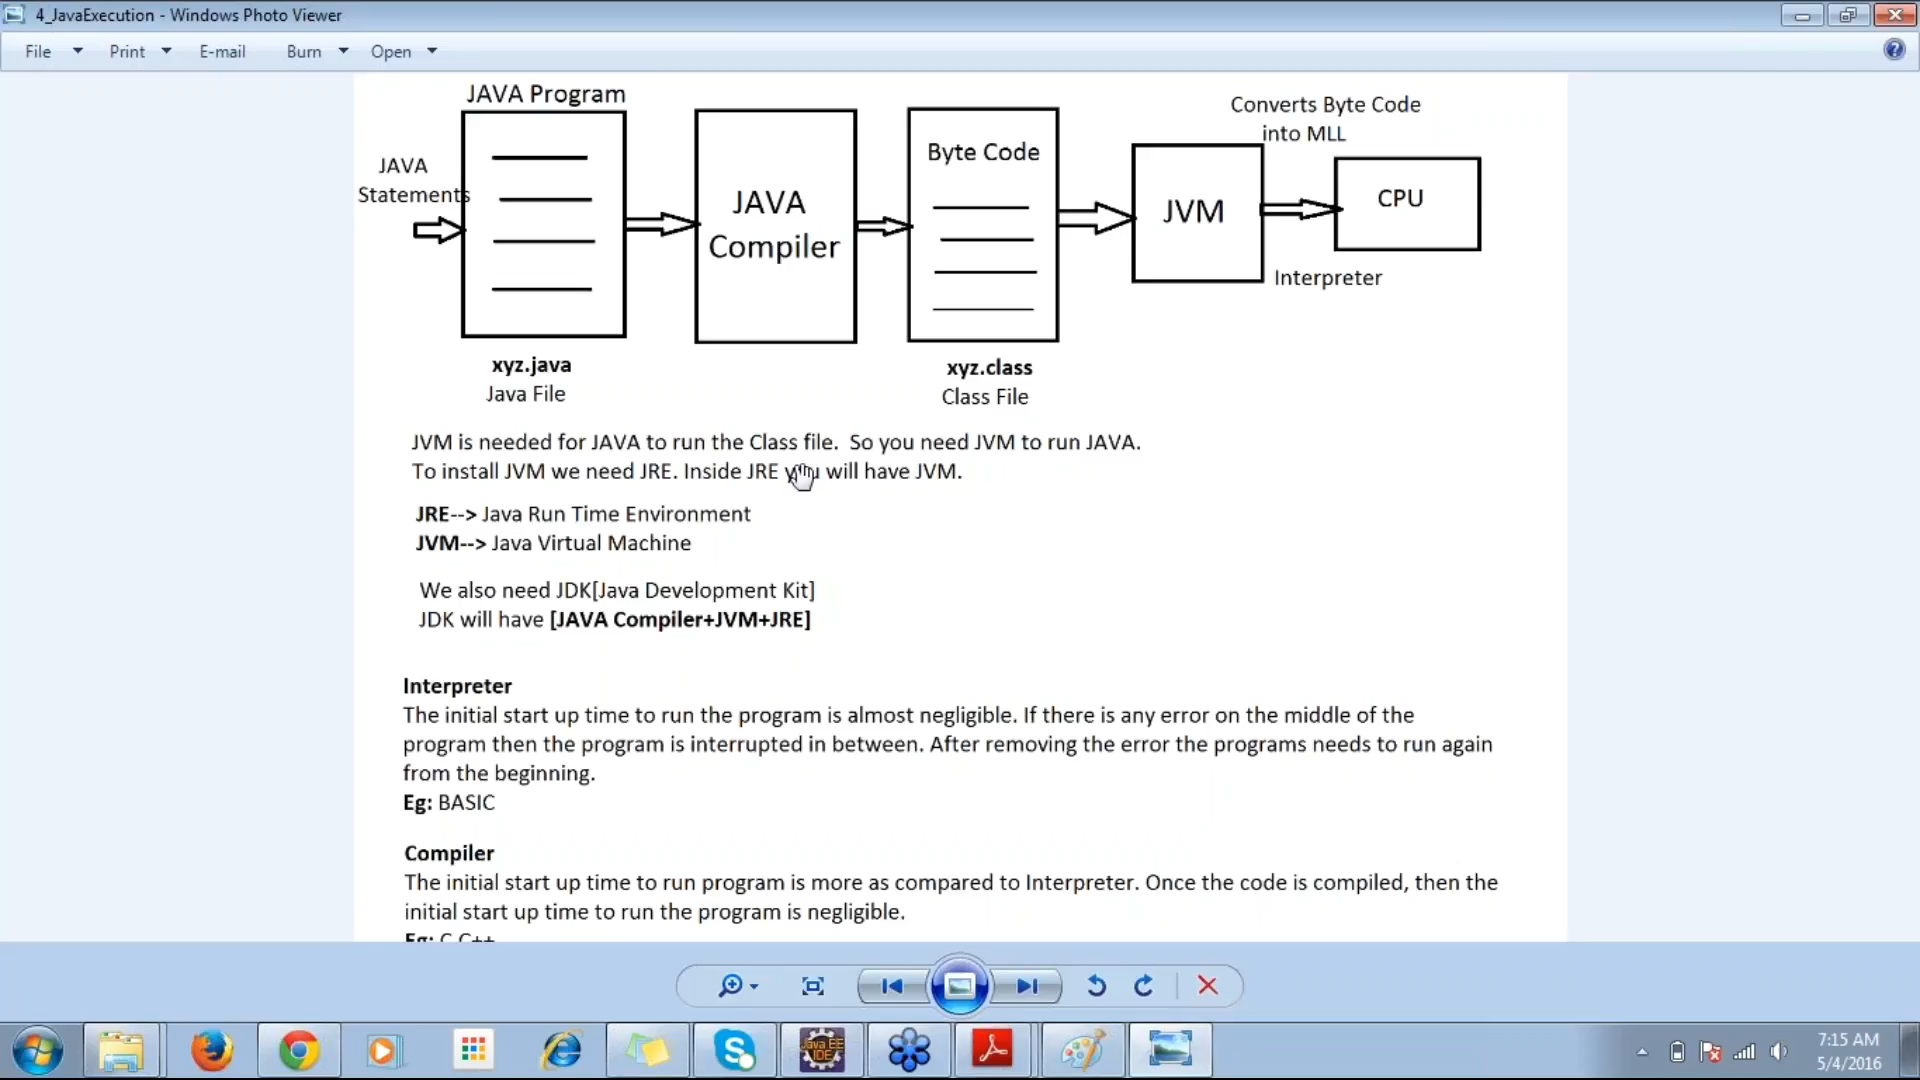 4_JavaExecution - Windows Photo Viewer
File Print E-mail Burn Open
JAVA Program
Converts Byte Code
into MLL
JAVA
Statements
JAVA
Compiler
Byte Code
JVM
CPU
Interpreter
xyz.java
Java File
xyz.class
Class File
JVM is needed for JAVA to run the Class file. So you need JVM to run JAVA.
To install JVM we need JRE. Inside JRE you will have JVM.
JRE--> Java Run Time Environment
JVM--> Java Virtual Machine
We also need JDK[Java Development Kit]
JDK will have [JAVA Compiler+JVM+JRE]
Interpreter
The initial start up time to run the program is almost negligible. If there is any error on the middle of the
program then the program is interrupted in between. After removing the error the programs needs to run again
from the beginning.
Eg: BASIC
Compiler
The initial start up time to run program is more as compared to Interpreter. Once the code is compiled, then the
initial start up time to run the program is negligible.
Eg: C C++
Java EE
IDE
7:15 AM
5/4/2016